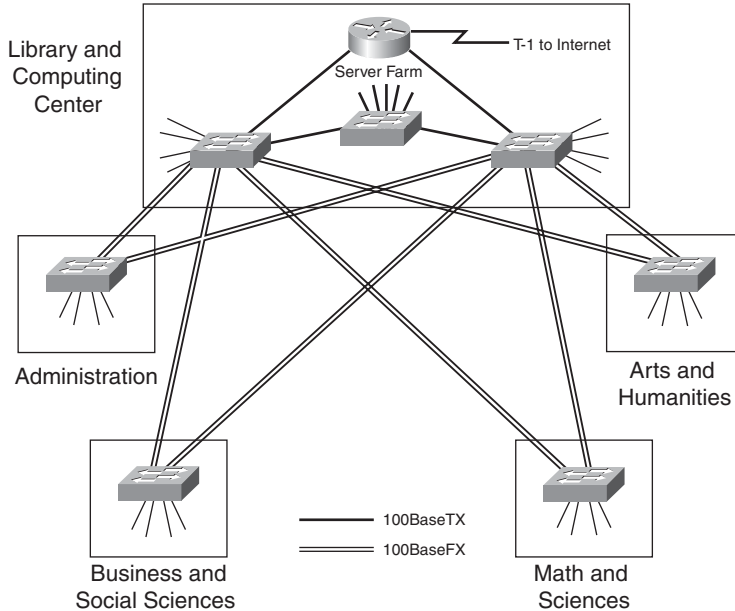 Library and
Computing
Center
T-1 to Internet
Server Farm
Administration
Arts and
Humanities
Business and
Social Sciences
100BaseTX
100BaseFX
Math and
Sciences